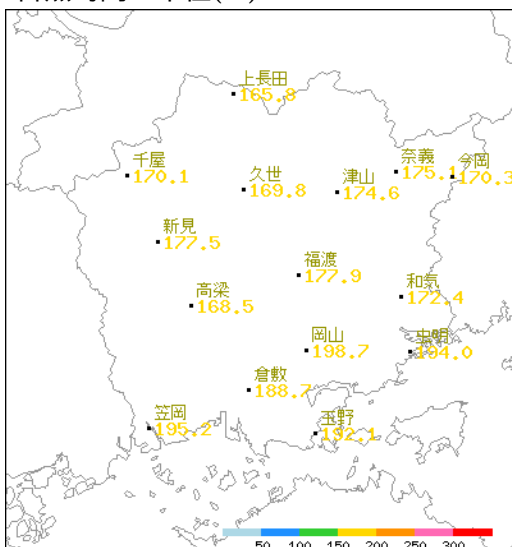 上長田
165.8
千屋
170.1
久世
169.8
津山
174.6
奈義
175.1
今岡
170.3
新見
177.5
福渡
177.9
高梁
168.5
和気
172.4
岡山
198.7
虫明
194.0
倉敷
188.7
笠岡
195.2
玉野
192.1
50 100 150 200 250 300